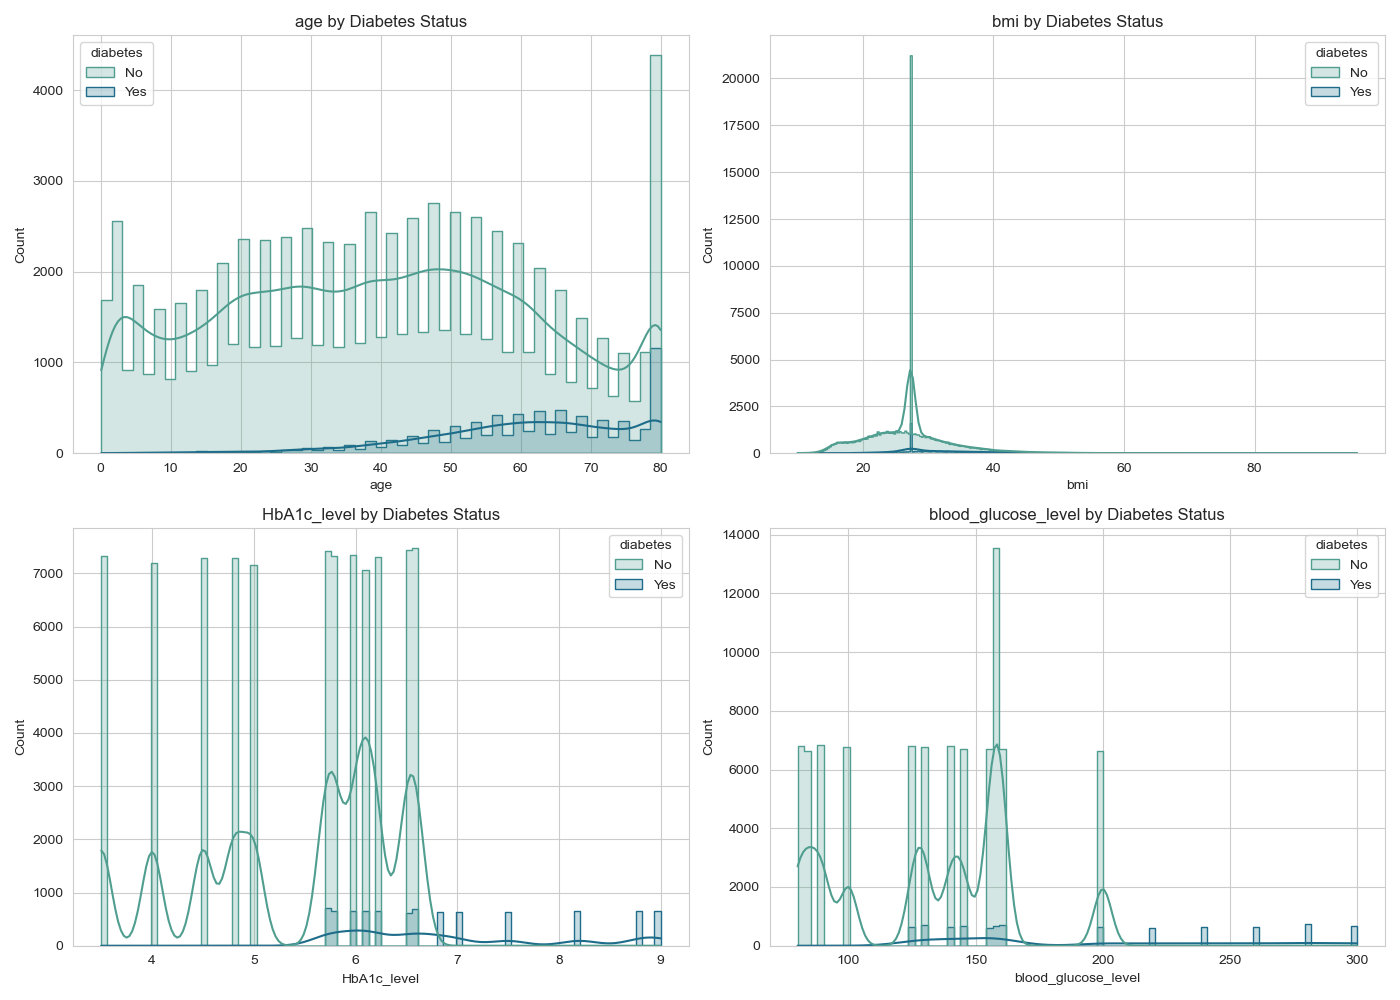 age by Diabetes Status
diabetes
No
Yes
Count
4000
3000
2000
1000
0
0 10 20 30 40 50 60 70 80
age
bmi by Diabetes Status
diabetes
No
Yes
Count
20000
17500
15000
12500
10000
7500
5000
2500
0
20 40 60 80
bmi
HbA1c_level by Diabetes Status
diabetes
No
Yes
Count
7000
6000
5000
4000
3000
2000
1000
0
4 5 6 7 8 9
HbA1c_level
blood_glucose_level by Diabetes Status
diabetes
No
Yes
Count
14000
12000
10000
8000
6000
4000
2000
0
100 150 200 250 300
blood_glucose_level